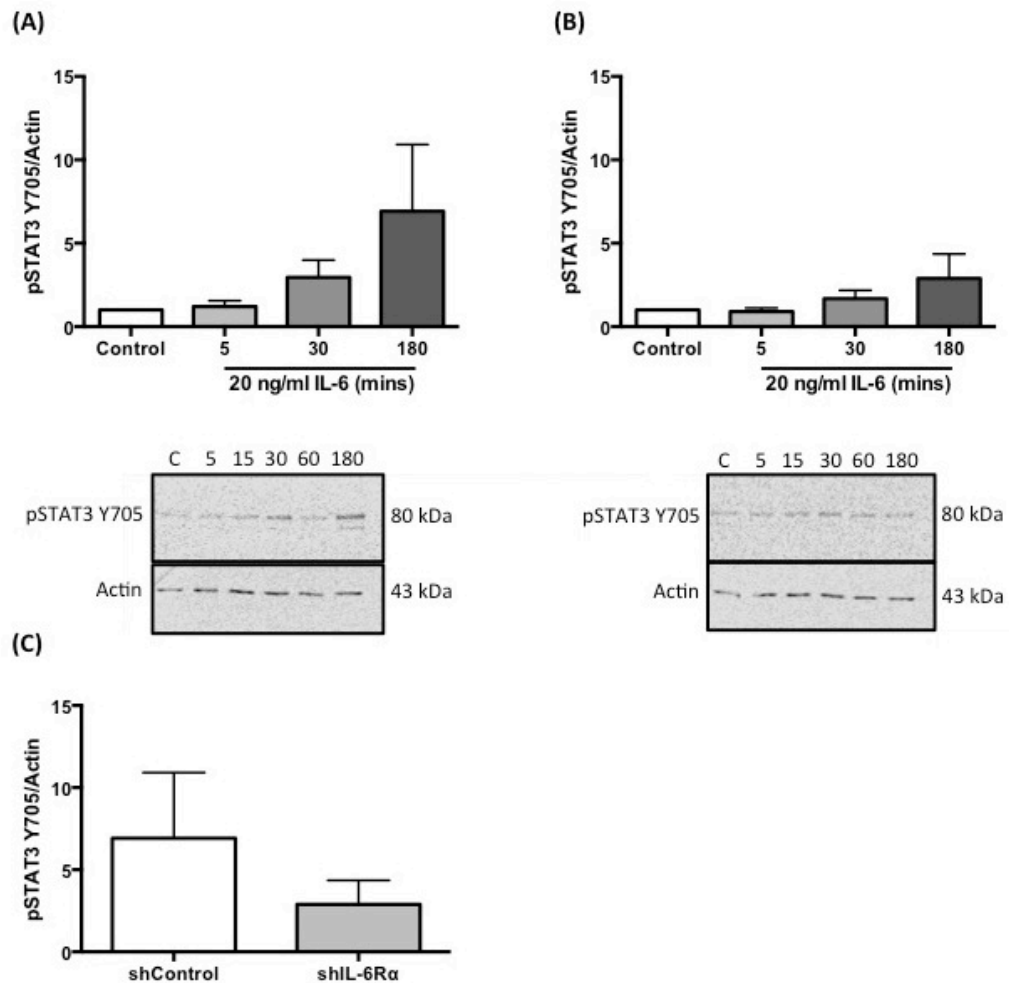 (A)
pSTAT3 Y705/Actin
15
10
5
0
Control 5 30 180
20 ng/ml IL-6 (mins)
C 5 15 30 60 180
pSTAT3 Y705 80 kDa
Actin 43 kDa
(B)
pSTAT3 Y705/Actin
15
10
5
0
Control 5 30 180
20 ng/ml IL-6 (mins)
C 5 15 30 60 180
pSTAT3 Y705 80 kDa
Actin 43 kDa
(C)
pSTAT3 Y705/Actin
15
10
5
0
shControl shIL-6Rα